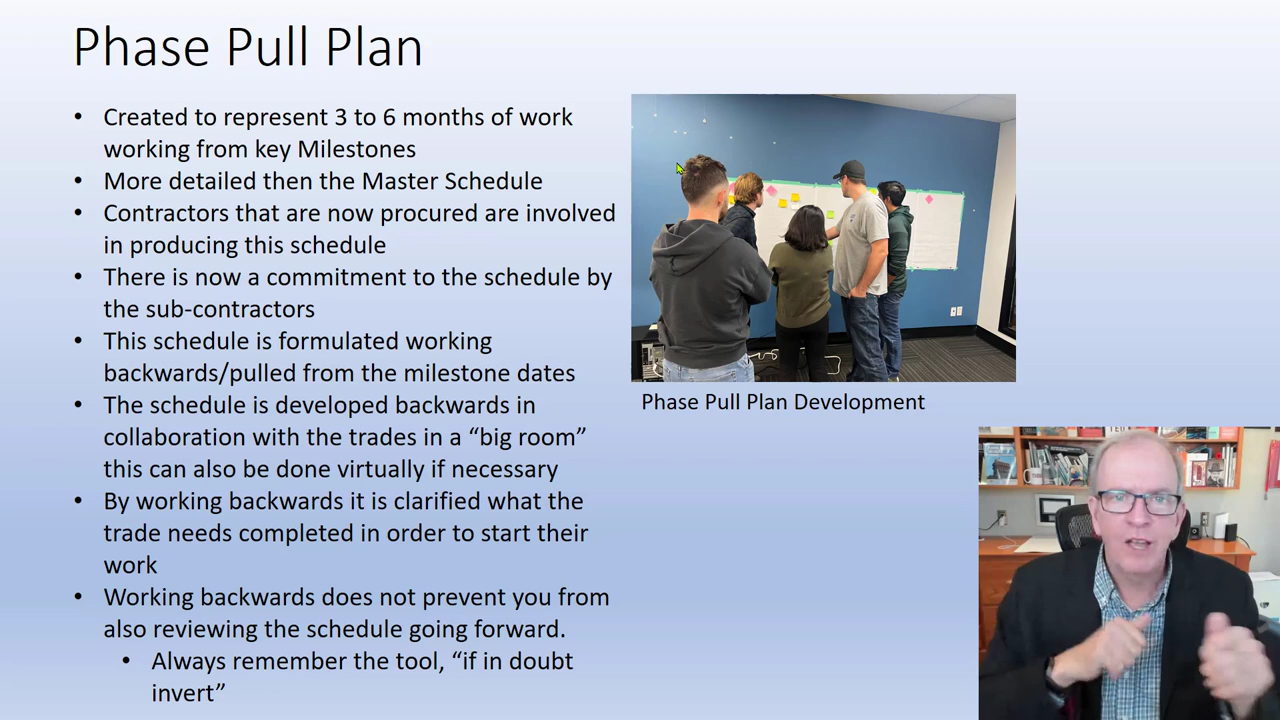 Phase Pull Plan
• Created to represent 3 to 6 months of work
working from key Milestones
• More detailed then the Master Schedule
• Contractors that are now procured are involved
in producing this schedule
• There is now a commitment to the schedule by
the sub-contractors
• This schedule is formulated working
backwards/pulled from the milestone dates
• The schedule is developed backwards in
collaboration with the trades in a “big room”
this can also be done virtually if necessary
• By working backwards it is clarified what the
trade needs completed in order to start their
work
• Working backwards does not prevent you from
also reviewing the schedule going forward.
• Always remember the tool, “if in doubt
invert”
Phase Pull Plan Development